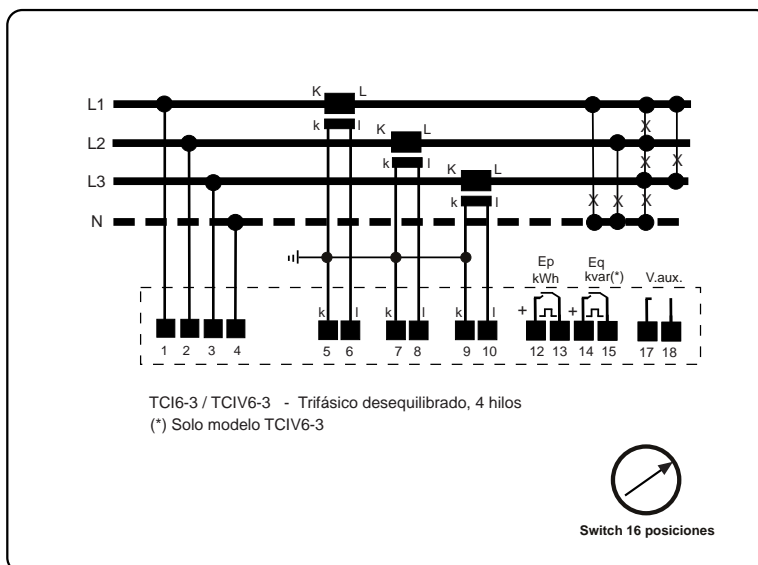 K L
L1
k l
K L
L2
k l
K L
L3
k l
N
X
X X
X X X
Ep
kWh
Eq
kvar(*)
V.aux.
k l k l k l
+ +
1 2 3 4 5 6 7 8 9 10 12 13 14 15 17 18
TCI6-3 / TCIV6-3 - Trifásico desequilibrado, 4 hilos
(*) Solo modelo TCIV6-3
Switch 16 posiciones